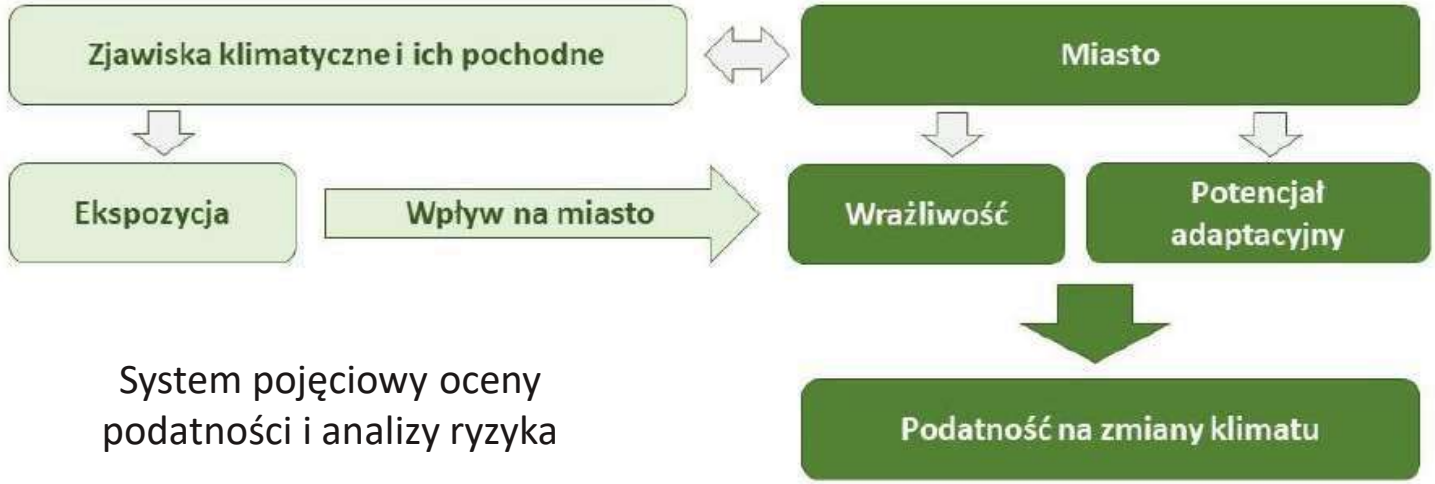 Zjawiska klimatyczne i ich pochodne
Miasto
Ekspozycja
Wpływ na miasto
Wrażliwość
Potencjał
adaptacyjny
System pojęciowy oceny
podatności i analizy ryzyka
Podatność na zmiany klimatu